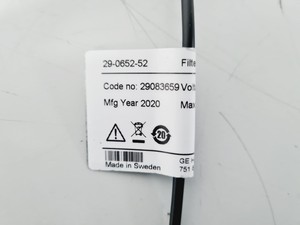 29-0652-52
Code no: 29083659
Mfg Year 2020
20
Made in Sweden
GE
751